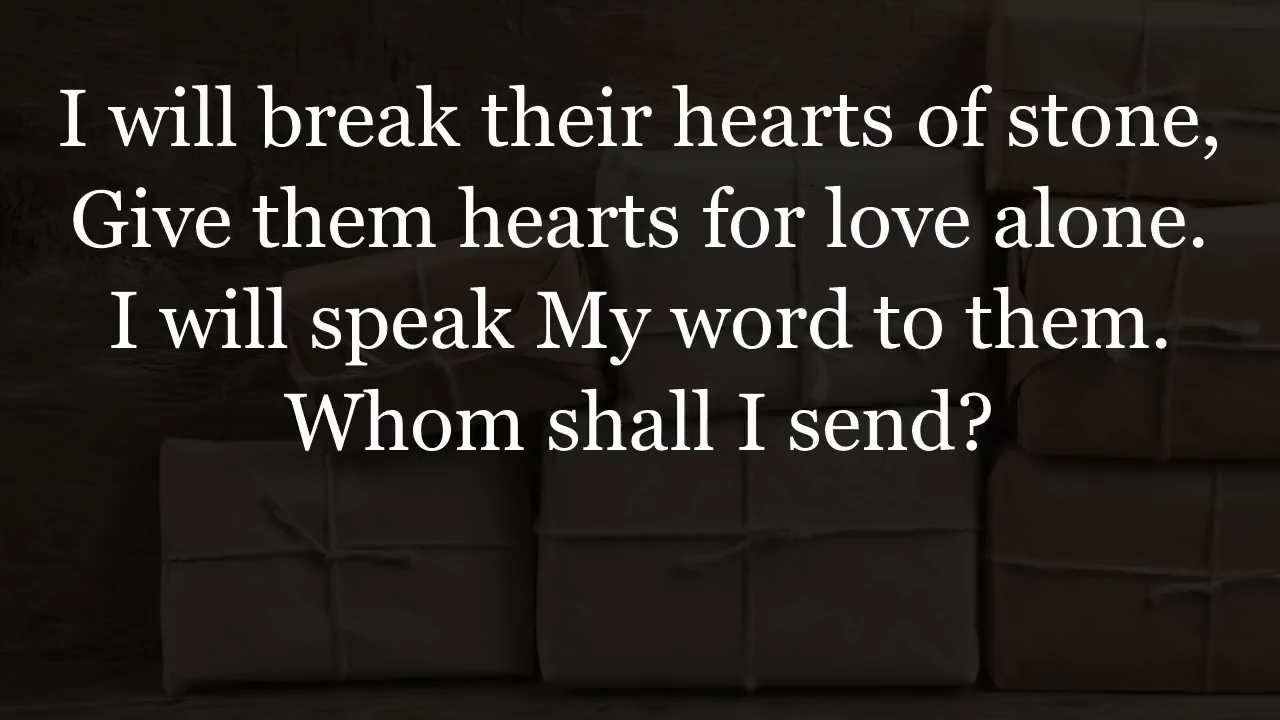 I will break their hearts of stone,
Give them hearts for love alone.
I will speak My word to them.
Whom shall I send?